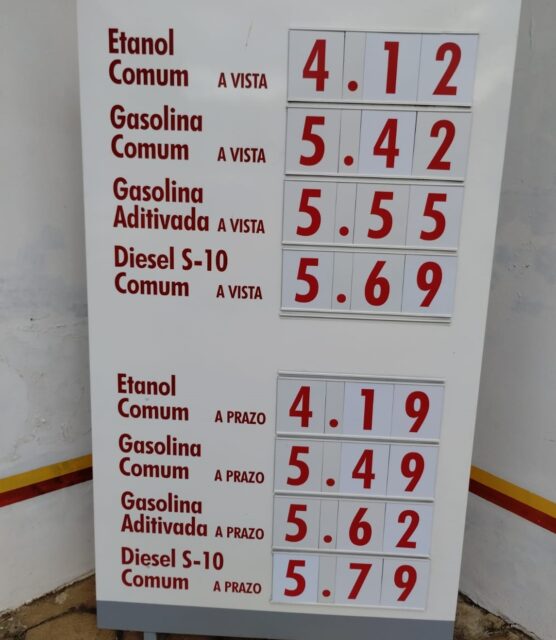 Etanol
Comum A VISTA 4.12
Gasolina
Comum A VISTA 5.42
Gasolina
Aditivada A VISTA 5.55
Diesel S-10
Comum A VISTA 5.69
Etanol
Comum A PRAZO 4.19
Gasolina
Comum A PRAZO 5.49
Gasolina
Aditivada A PRAZO 5.62
Diesel S-10
Comum A PRAZO 5.79